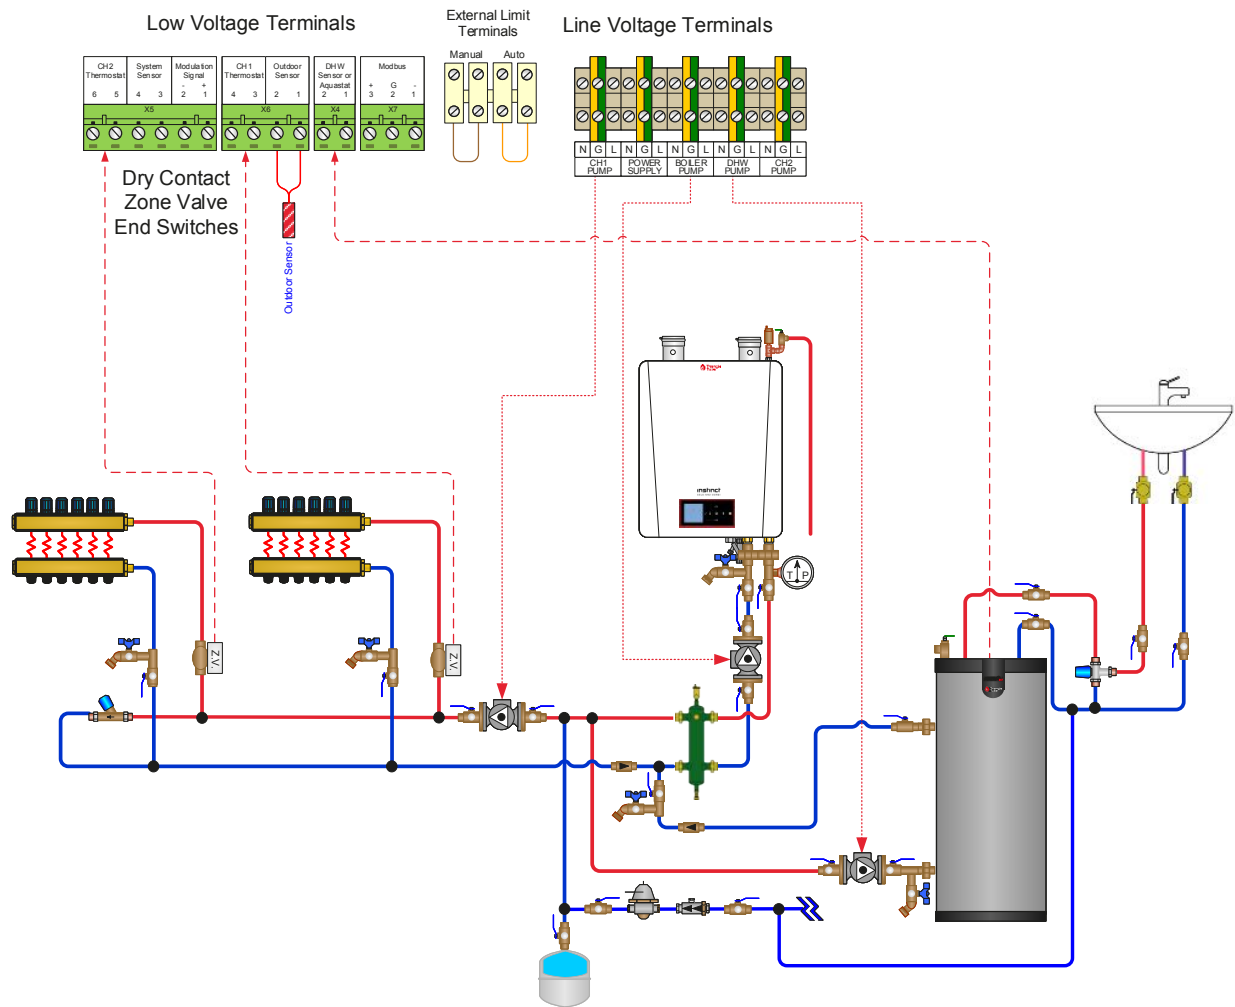 Low Voltage Terminals
External Limit
Terminals
Line Voltage Terminals
Manual
Auto
CH2
Thermostat
System
Sensor
Modulation
Signal
- +
6 5 4 3 2 1
X5
CH1
Thermostat
Outdoor
Sensor
4 3 2 1
X6
DHW
Sensor or
Aquastat
2 1
X4
Modbus
+ G -
3 2 1
X7
N G L N G L N G L N G L N G L
CH1
PUMP
POWER
SUPPLY
BOILER
PUMP
DHW
PUMP
CH2
PUMP
Dry Contact
Zone Valve
End Switches
Outdoor Sensor
instinct
T P
Z.V.
Z.V.